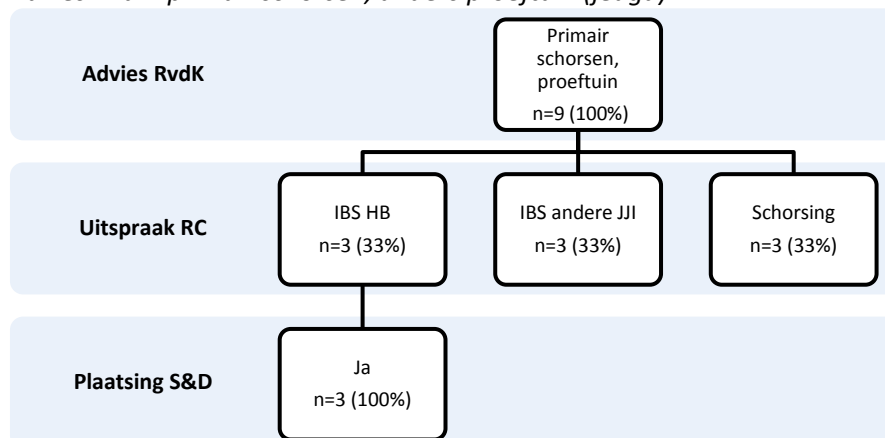 Advies RvdK
Primair
schorsen,
proeftuin
n=9 (100%)
Uitspraak RC
IBS HB
n=3 (33%)
IBS andere JJI
n=3 (33%)
Schorsing
n=3 (33%)
Plaatsing S&D
Ja
n=3 (100%)